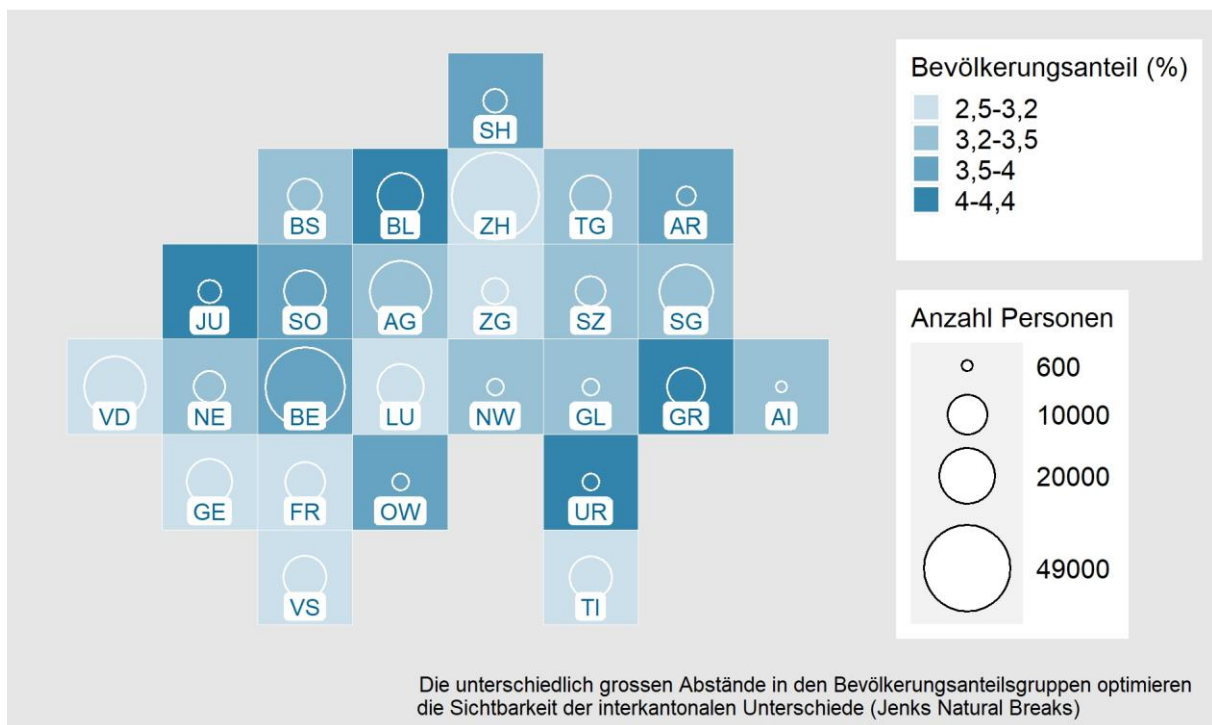 SH
BS BL ZH TG AR
JU SO AG ZG SZ SG
VD NE BE LU NW GL GR AI
GE FR OW UR
VS TI
Bevölkerungsanteil (%)
2,5-3,2
3,2-3,5
3,5-4
4-4,4
Anzahl Personen
600
10000
20000
49000
Die unterschiedlich grossen Abstände in den Bevölkerungsanteilsgruppen optimieren
die Sichtbarkeit der interkantonalen Unterschiede (Jenks Natural Breaks)